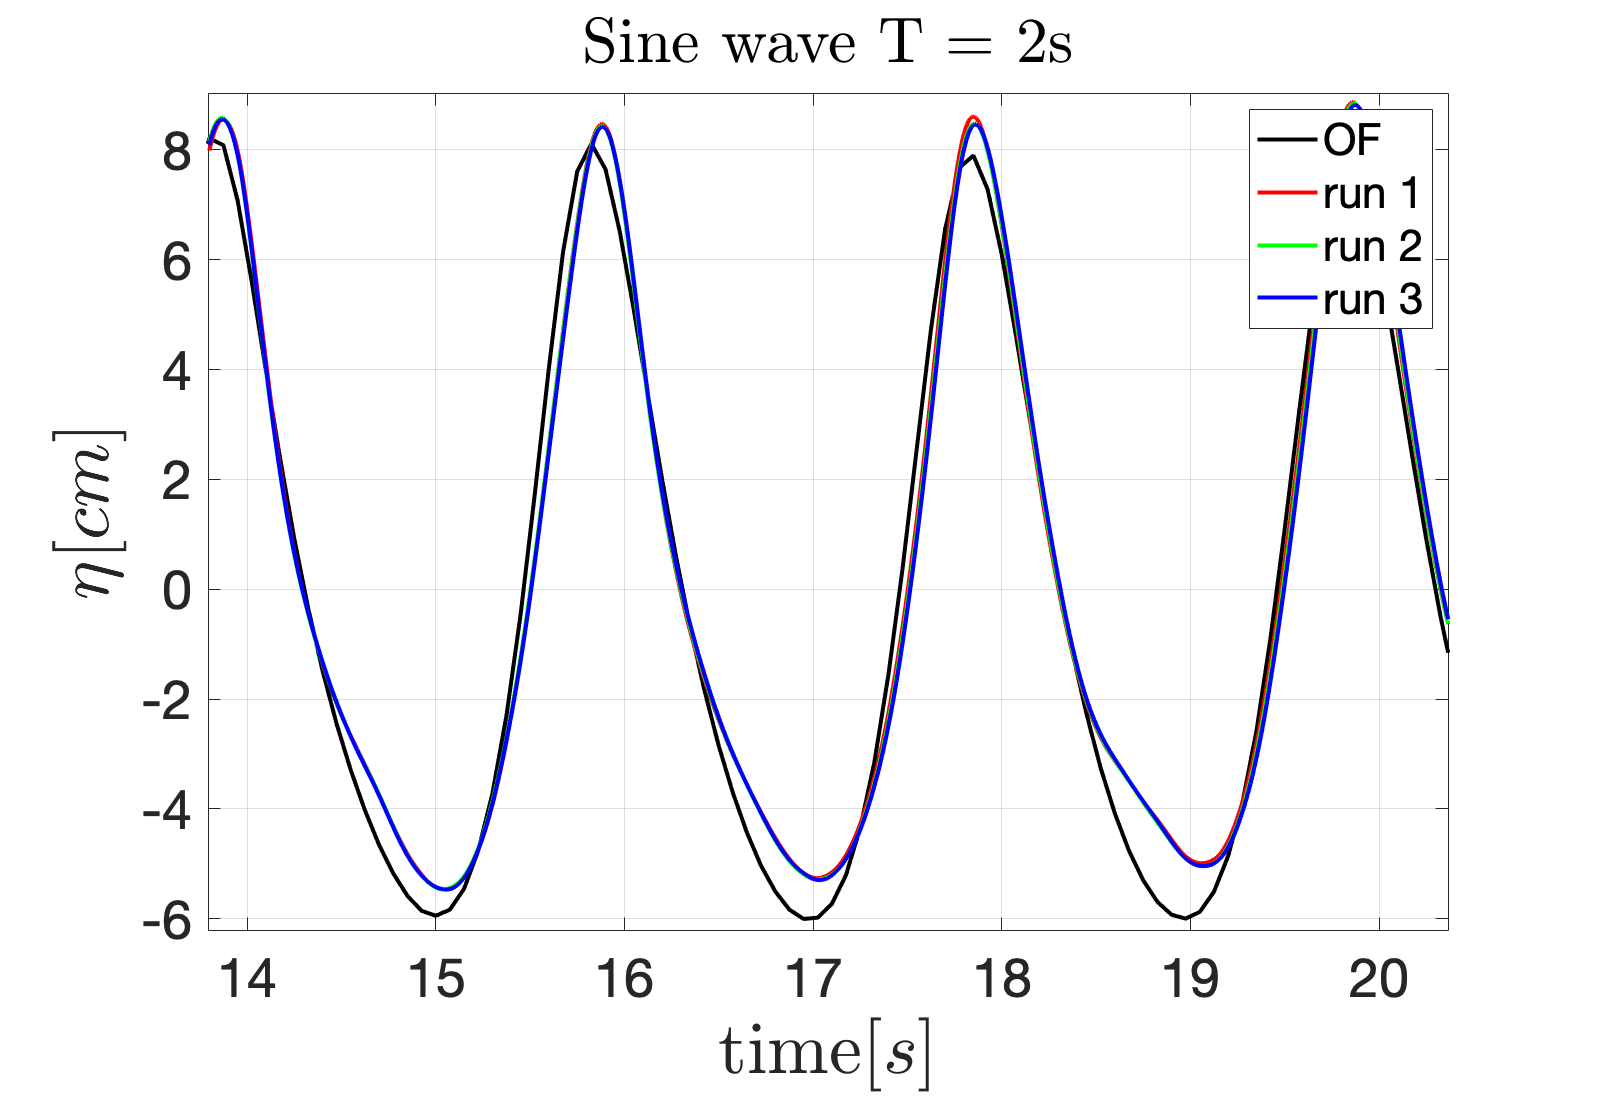 Sine wave T = 2s
η[cm]
8
6
4
2
0
-2
-4
-6
14 15 16 17 18 19 20
time[s]
OF
run 1
run 2
run 3